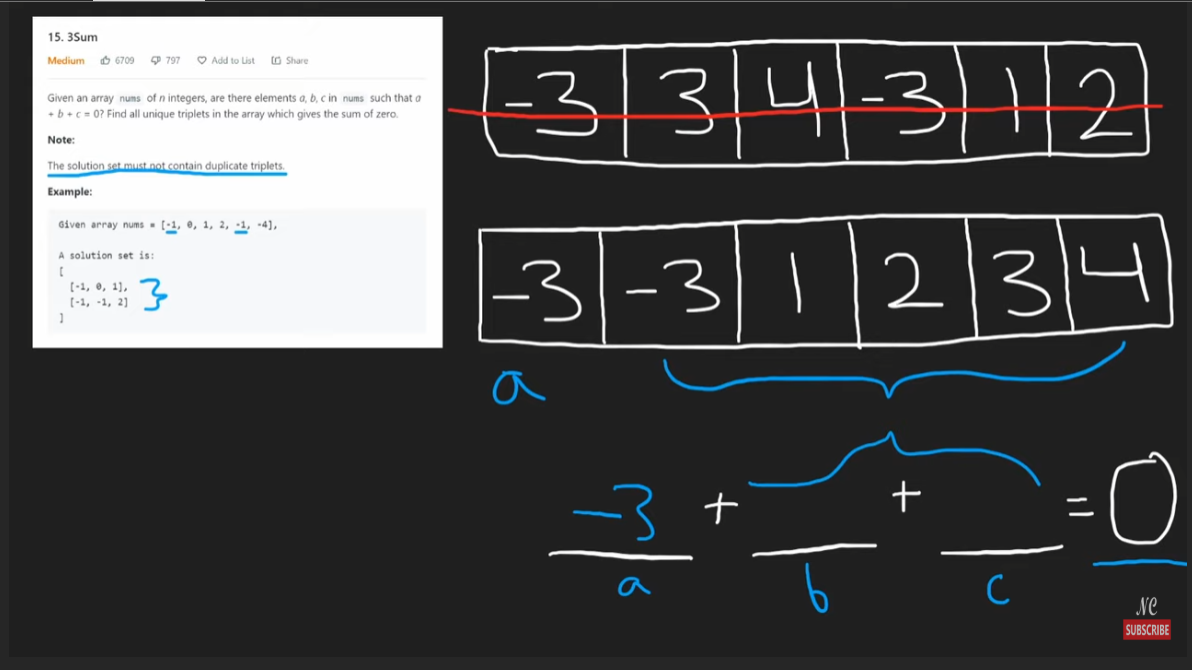 15. 3Sum
Medium 6709 797 Add to List Share
Given an array nums of n integers, are there elements a, b, c in nums such that a
+ b + c = 0? Find all unique triplets in the array which gives the sum of zero.
Note:
The solution set must not contain duplicate triplets.
Example:
Given array nums = [-1, 0, 1, 2, -1, -4],
A solution set is:
[
[-1, 0, 1],
[-1, -1, 2]
]
-3 3 4 -3 1 2
-3 -3 1 2 3 4
a
-3 + + = 0
a b c
NC
SUBSCRIBE